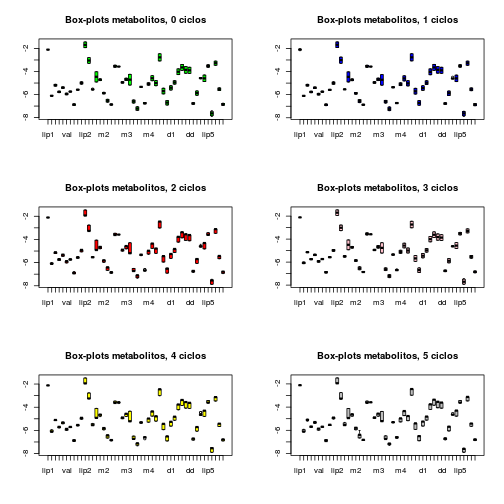 Box-plots metabolitos, 0 ciclos
-2
-4
-6
-8
lip1 val lip2 m2 m3 m4 d1 dd lip5
Box-plots metabolitos, 1 ciclos
-2
-4
-6
-8
lip1 val lip2 m2 m3 m4 d1 dd lip5
Box-plots metabolitos, 2 ciclos
-2
-4
-6
-8
lip1 val lip2 m2 m3 m4 d1 dd lip5
Box-plots metabolitos, 3 ciclos
-2
-4
-6
-8
lip1 val lip2 m2 m3 m4 d1 dd lip5
Box-plots metabolitos, 4 ciclos
-2
-4
-6
-8
lip1 val lip2 m2 m3 m4 d1 dd lip5
Box-plots metabolitos, 5 ciclos
-2
-4
-6
-8
lip1 val lip2 m2 m3 m4 d1 dd lip5